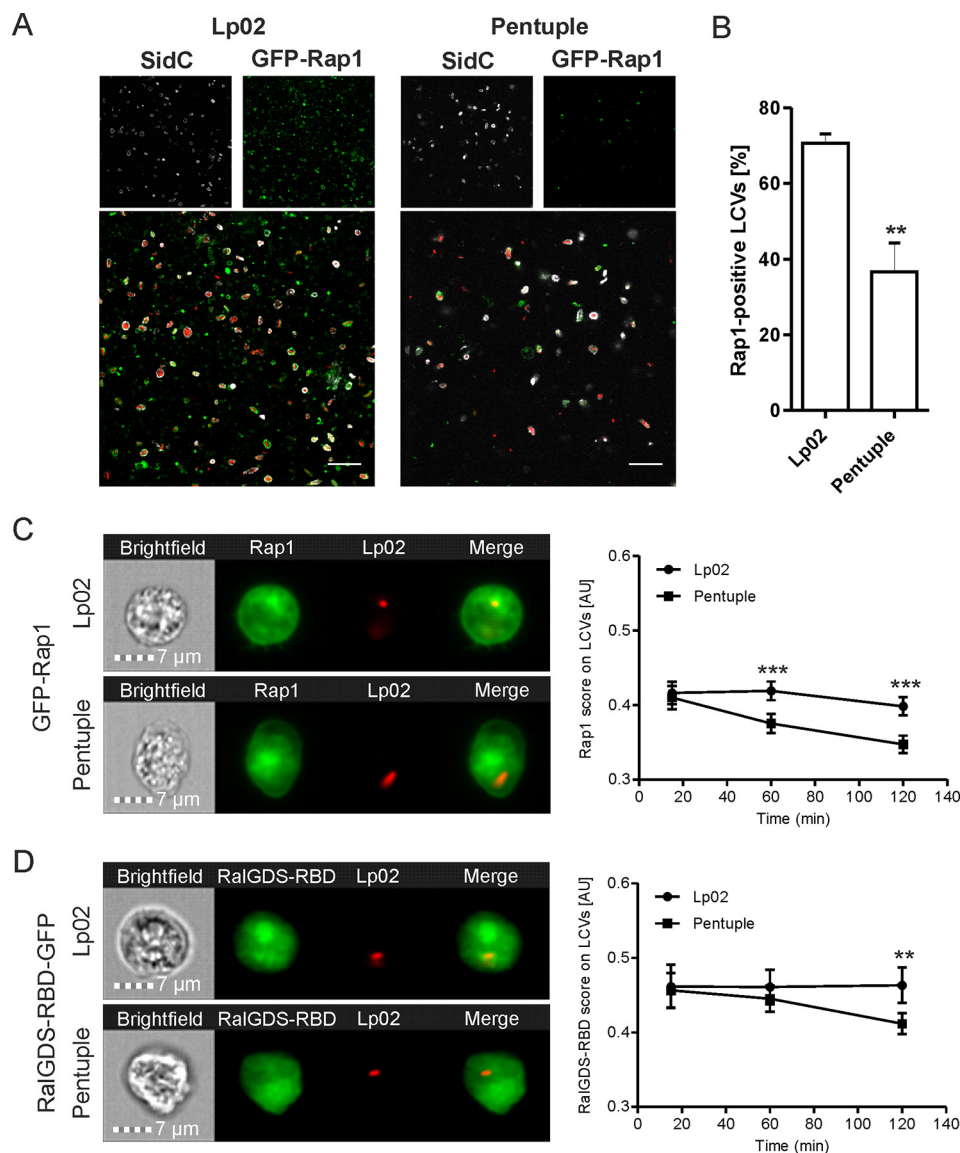 A
Lp02
Pentuple
SidC GFP-Rap1
SidC GFP-Rap1
B
Rap1-positive LCVs [%]
80
60
40
20
0
**
Lp02
Pentuple
C
GFP-Rap1
Lp02
Brightfield Rap1 Lp02 Merge
7 µm
Pentuple
Brightfield Rap1 Lp02 Merge
7 µm
Rap1 score on LCVs [AU]
0.6
0.5
0.4
0.3
Lp02
Pentuple
***
***
0 20 40 60 80 100 120 140
Time (min)
D
RalGDS-RBD-GFP
Lp02
Brightfield RalGDS-RBD Lp02 Merge
7 µm
Pentuple
Brightfield RalGDS-RBD Lp02 Merge
7 µm
RalGDS-RBD score on LCVs [AU]
0.6
0.5
0.4
0.3
Lp02
Pentuple
**
0 20 40 60 80 100 120 140
Time (min)